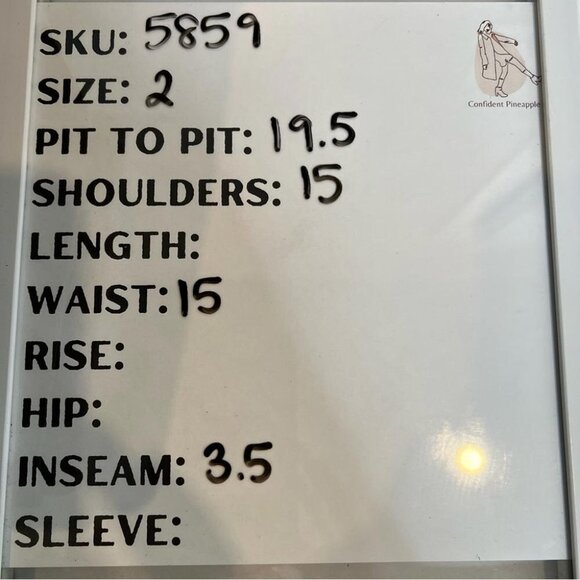 SKU: 5859
Confident Pineapple
SIZE: 2
PIT TO PIT: 19.5
SHOULDERS: 15
LENGTH:
WAIST: 15
RISE:
HIP:
INSEAM: 3.5
SLEEVE: